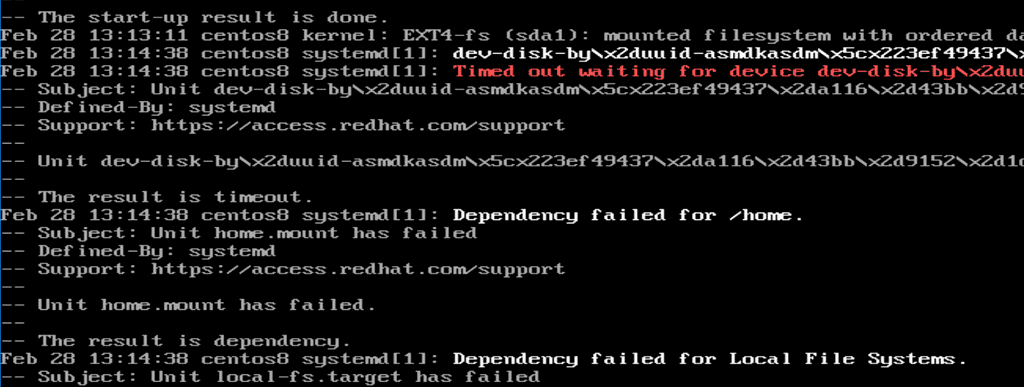 -- The start-up result is done.
Feb 28 13:13:11 centos8 kernel: EXT4-fs (sda1): mounted filesystem with ordered da
Feb 28 13:14:38 centos8 systemd[1]: dev-disk-by\x2duuid-asmdkasdm\x5cx223ef49437\x
Feb 28 13:14:38 centos8 systemd[1]: Timed out waiting for device dev-disk-by\x2duu
-- Subject: Unit dev-disk-by\x2duuid-asmdkasdm\x5cx223ef49437\x2da116\x2d43bb\x2d9
-- Defined-By: systemd
-- Support: https://access.redhat.com/support
--
-- Unit dev-disk-by\x2duuid-asmdkasdm\x5cx223ef49437\x2da116\x2d43bb\x2d9152\x2d1d
--
-- The result is timeout.
Feb 28 13:14:38 centos8 systemd[1]: Dependency failed for /home.
-- Subject: Unit home.mount has failed
-- Defined-By: systemd
-- Support: https://access.redhat.com/support
--
-- Unit home.mount has failed.
--
-- The result is dependency.
Feb 28 13:14:38 centos8 systemd[1]: Dependency failed for Local File Systems.
-- Subject: Unit local-fs.target has failed